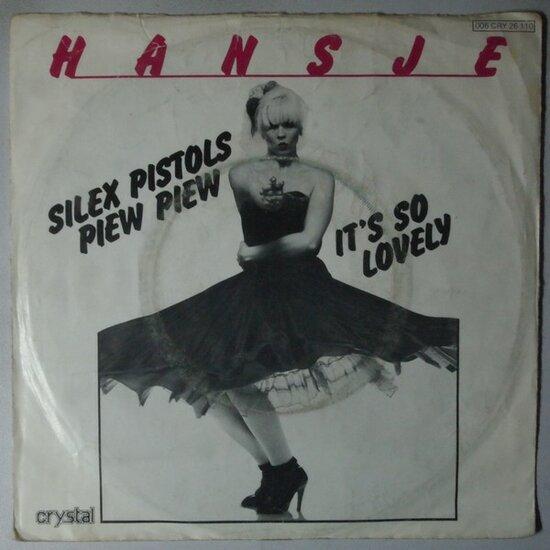 006 CRY 26 110
HANSJE
SILEX PISTOLS
PIEW PIEW
IT'S SO
LOVELY
crystal